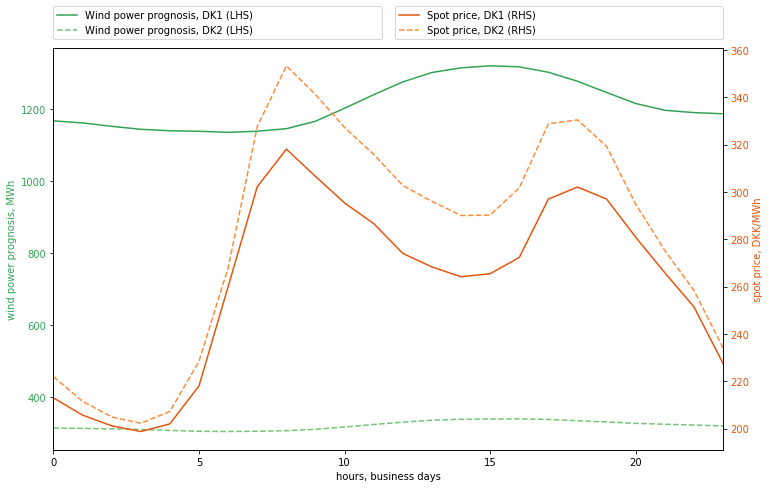 Wind power prognosis, DK1 (LHS)
Wind power prognosis, DK2 (LHS)
Spot price, DK1 (RHS)
Spot price, DK2 (RHS)
wind power prognosis, MWh
1200
1000
800
600
400
360
340
320
300
280
260
240
220
200
spot price, DKK/MWh
0
5
10
15
20
hours, business days